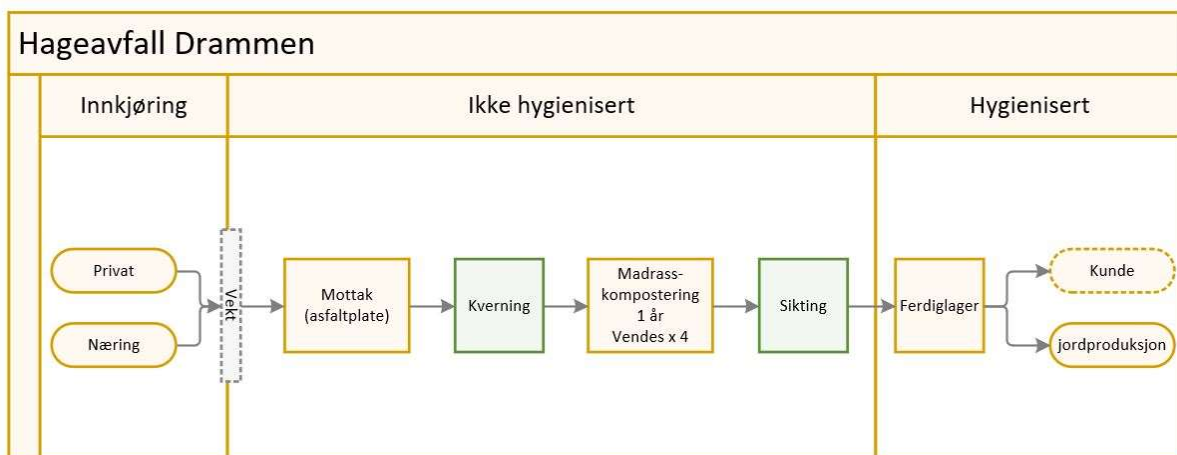 Hageavfall Drammen
Innkjøring
Ikke hygienisert
Hygienisert
Privat
Næring
Vekt
Mottak
(asfaltplate)
Kverning
Madrass-
kompostering
1 år
Vendes x 4
Sikting
Ferdiglager
Kunde
jordproduksjon